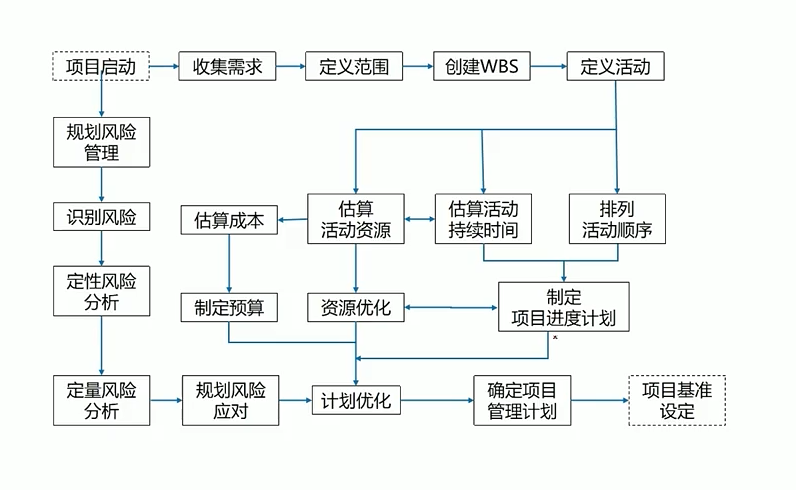 项目启动
收集需求
定义范围
创建WBS
定义活动
规划风险
管理
识别风险
估算成本
估算
活动资源
估算活动
持续时间
排列
活动顺序
定性风险
分析
制定预算
资源优化
制定
项目进度计划
定量风险
分析
规划风险
应对
计划优化
确定项目
管理计划
项目基准
设定